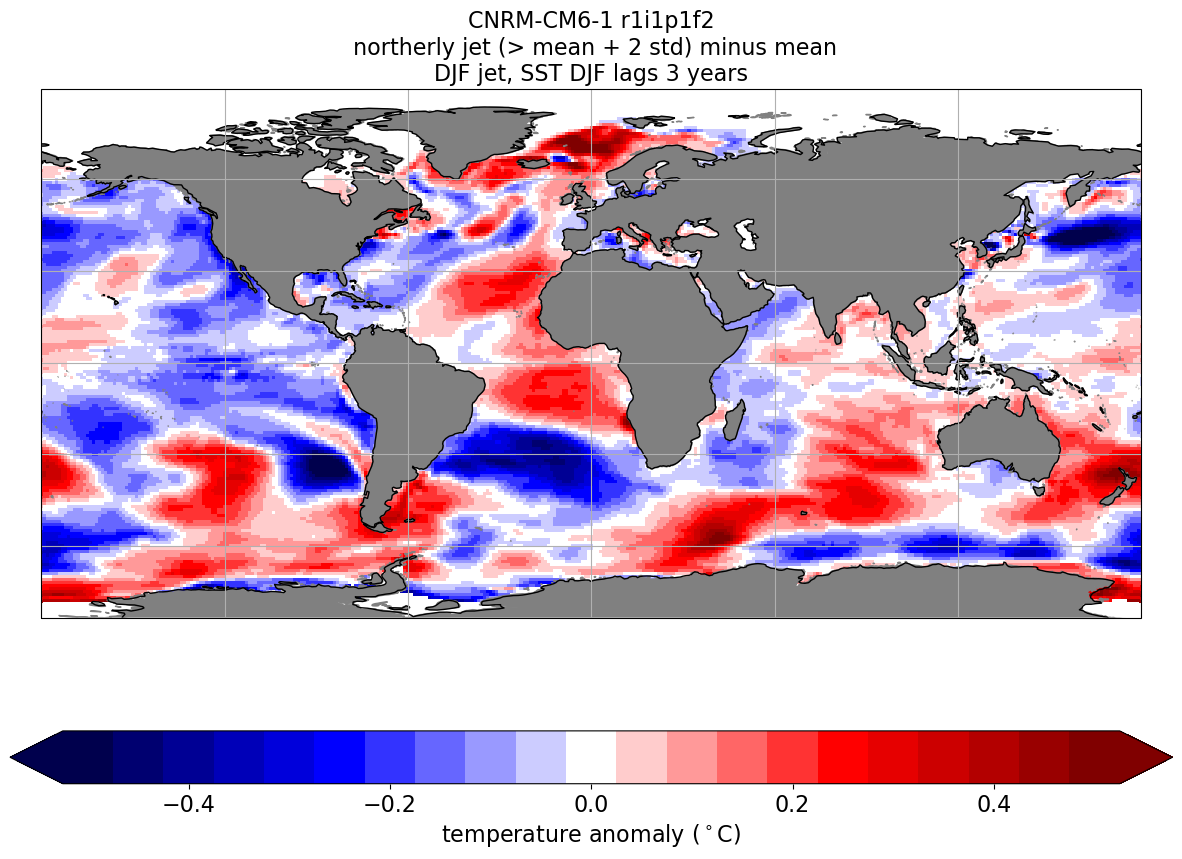 CNRM-CM6-1 r1i1p1f2
northerly jet (> mean + 2 std) minus mean
DJF jet, SST DJF lags 3 years
−0.4 −0.2 0.0 0.2 0.4
temperature anomaly (°C)